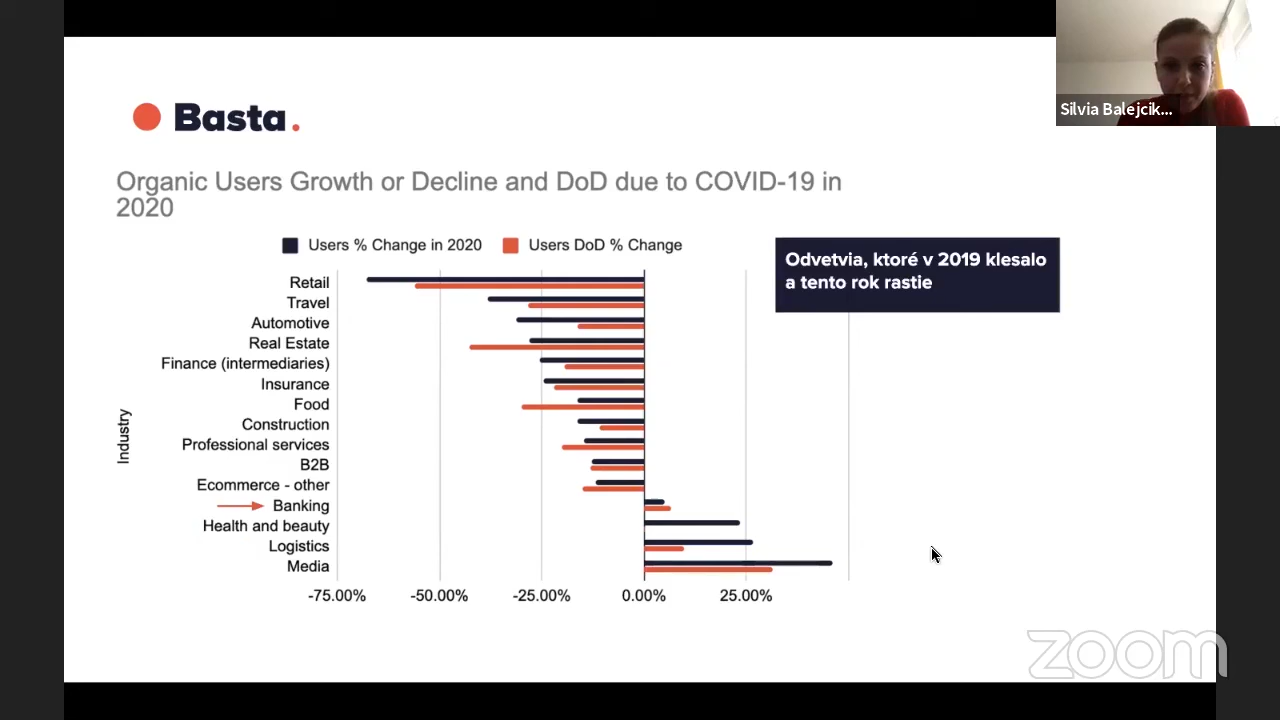 Silvia Balejcik...
Basta.
Organic Users Growth or Decline and DoD due to COVID-19 in
2020
Users % Change in 2020
Users DoD % Change
Odvetvia, ktoré v 2019 klesalo
a tento rok rastie
Industry
Retail
Travel
Automotive
Real Estate
Finance (intermediaries)
Insurance
Food
Construction
Professional services
B2B
Ecommerce - other
Banking
Health and beauty
Logistics
Media
-75.00%
-50.00%
-25.00%
0.00%
25.00%
zoom